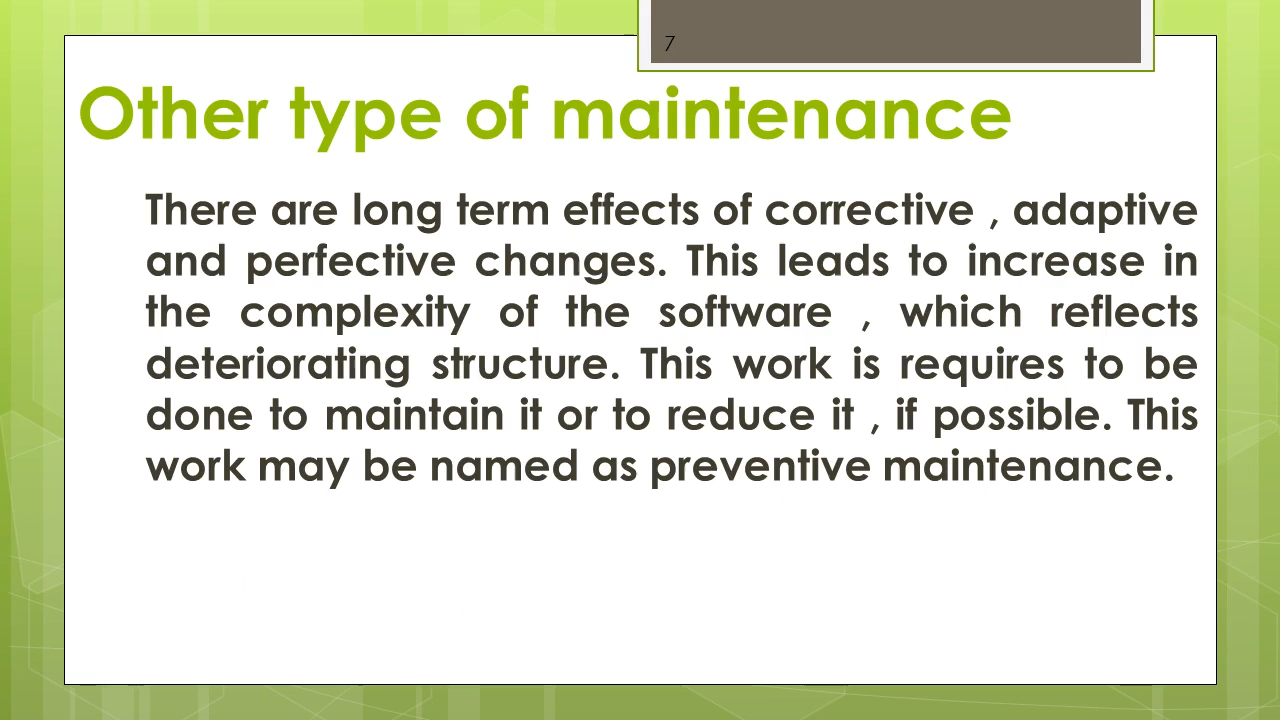 7
Other type of maintenance
There are long term effects of corrective , adaptive
and perfective changes. This leads to increase in
the complexity of the software , which reflects
deteriorating structure. This work is requires to be
done to maintain it or to reduce it , if possible. This
work may be named as preventive maintenance.